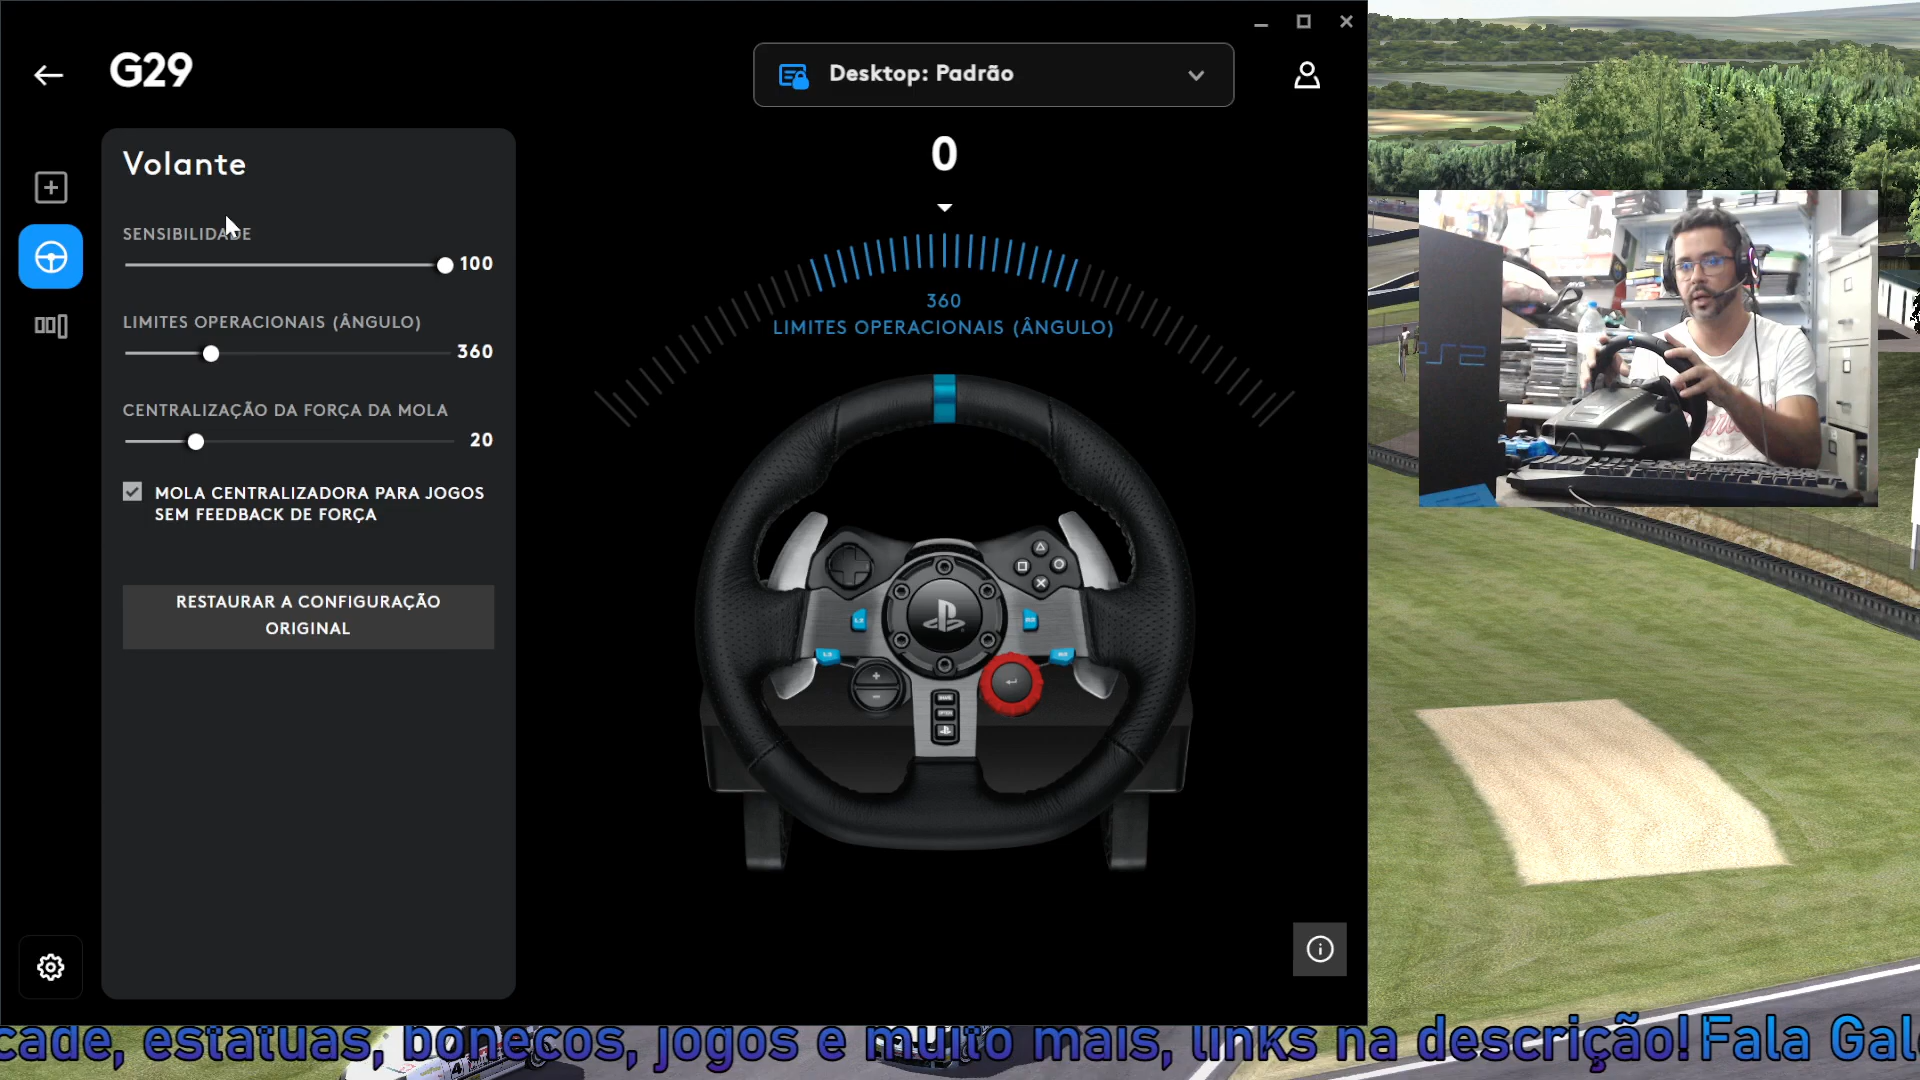 G29
Desktop: Padrão
Volante
SENSIBILIDADE
100
LIMITES OPERACIONAIS (ÂNGULO)
360
CENTRALIZAÇÃO DA FORÇA DA MOLA
20
MOLA CENTRALIZADORA PARA JOGOS
SEM FEEDBACK DE FORÇA
RESTAURAR A CONFIGURAÇÃO
ORIGINAL
0
360
LIMITES OPERACIONAIS (ÂNGULO)
PS2
cade, estatuas, bonecos, jogos e muito mais, links na descrição! Fala Gal